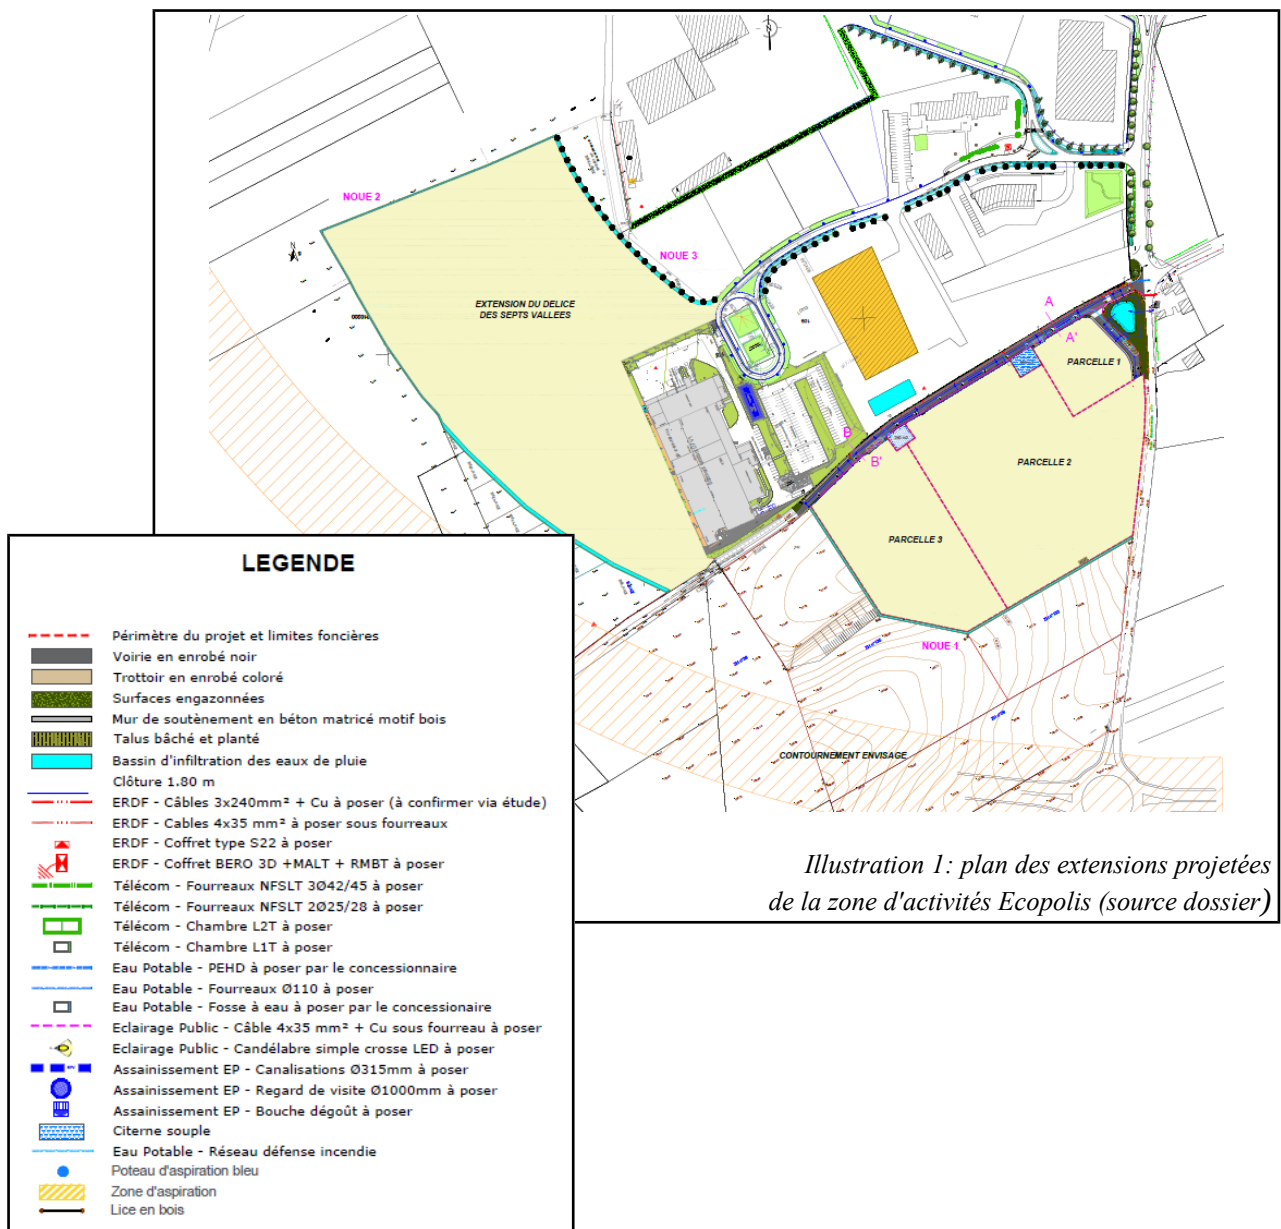 NOUE 2
N
NOUE 3
EXTENSION DU DELICE
DES SEPTS VALLEES
A
A'
PARCELLE 1
B
B'
PARCELLE 2
PARCELLE 3
NOUE 1
CONTOURNEMENT ENVISAGE
LEGENDE
Périmètre du projet et limites foncières
Voirie en enrobé noir
Trottoir en enrobé coloré
Surfaces engazonnées
Mur de soutènement en béton matricé motif bois
Talus bâché et planté
Bassin d'infiltration des eaux de pluie
Clôture 1.80 m
ERDF - Câbles 3x240mm² + Cu à poser (à confirmer via étude)
ERDF - Cables 4x35 mm² à poser sous fourreaux
ERDF - Coffret type S22 à poser
ERDF - Coffret BERO 3D +MALT + RMBT à poser
Télécom - Fourreaux NFSLT 3Ø42/45 à poser
Télécom - Fourreaux NFSLT 2Ø25/28 à poser
Télécom - Chambre L2T à poser
Télécom - Chambre L1T à poser
Eau Potable - PEHD à poser par le concessionnaire
Eau Potable - Fourreaux Ø110 à poser
Eau Potable - Fosse à eau à poser par le concessionaire
Eclairage Public - Câble 4x35 mm² + Cu sous fourreau à poser
Eclairage Public - Candélabre simple crosse LED à poser
Assainissement EP - Canalisations Ø315mm à poser
Assainissement EP - Regard de visite Ø1000mm à poser
Assainissement EP - Bouche dégoût à poser
Citerne souple
Eau Potable - Réseau défense incendie
Poteau d'aspiration bleu
Zone d'aspiration
Lice en bois
Illustration 1: plan des extensions projetées
de la zone d'activités Ecopolis (source dossier)